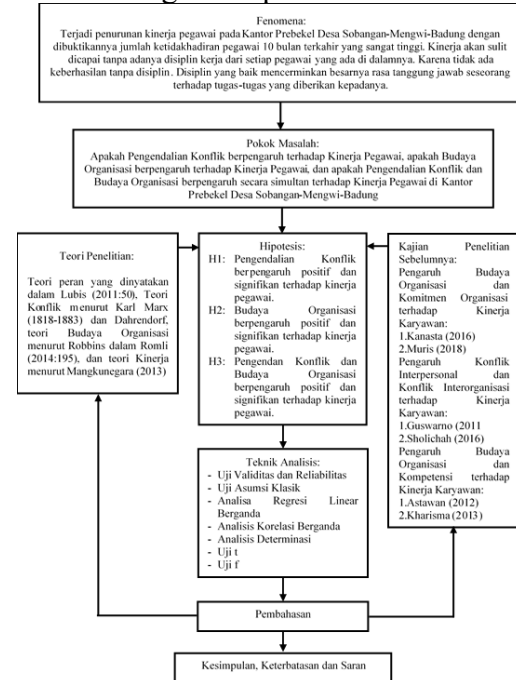 Fenomena:
Terjadi penurunan kinerja pegawai pada Kantor Prebekel Desa Sobangan-Mengwi-Badung dengan
dibuktikannya jumlah ketidakhadiran pegawai 10 bulan terkahir yang sangat tinggi. Kinerja akan sulit
dicapai tanpa adanya disiplin kerja dari setiap pegawai yang ada di dalamnya. Karena tidak ada
keberhasilan tanpa disiplin. Disiplin yang baik mencerminkan besarnya rasa tanggung jawab seseorang
terhadap tugas-tugas yang diberikan kepadanya.
Pokok Masalah:
Apakah Pengendalian Konflik berpengaruh terhadap Kinerja Pegawai, apakah Budaya
Organisasi berpengaruh terhadap Kinerja Pegawai, dan apakah Pengendalian Konflik dan
Budaya Organisasi berpengaruh secara simultan terhadap Kinerja Pegawai di Kantor
Prebekel Desa Sobangan-Mengwi-Badung
Teori Penelitian:
Teori peran yang dinyatakan
dalam Lubis (2011:50), Teori
Konflik menurut Karl Marx
(1818-1883) dan Dahrendorf,
teori Budaya Organisasi
menurut Robbins dalam Romli
(2014:195), dan teori Kinerja
menurut Mangkunegara (2013)
Hipotesis:
H1: Pengendalian Konflik
berpengaruh positif dan
signifikan terhadap kinerja
pegawai.
H2: Budaya Organisasi
berpengaruh positif dan
signifikan terhadap kinerja
pegawai.
H3: Pengendan Konflik dan
Budaya Organisasi
berpengaruh positif dan
signifikan terhadap kinerja
pegawai.
Kajian Penelitian
Sebelumnya:
Pengaruh Budaya
Organisasi dan
Komitmen Organisasi
terhadap Kinerja
Karyawan:
1.Kanasta (2016)
2.Muris (2018)
Pengaruh Konflik
Interpersonal dan
Konflik Interorganisasi
terhadap Kinerja
Karyawan:
1.Guswarno (2011
2.Sholichah (2016)
Pengaruh Budaya
Organisasi dan
Kompetensi terhadap
Kinerja Karyawan:
1.Astawan (2012)
2.Kharisma (2013)
Teknik Analisis:
- Uji Validitas dan Reliabilitas
- Uji Asumsi Klasik
- Analisa Regresi Linear
Berganda
- Analisis Korelasi Berganda
- Analisis Determinasi
- Uji t
- Uji f
Pembahasan
Kesimpulan, Keterbatasan dan Saran